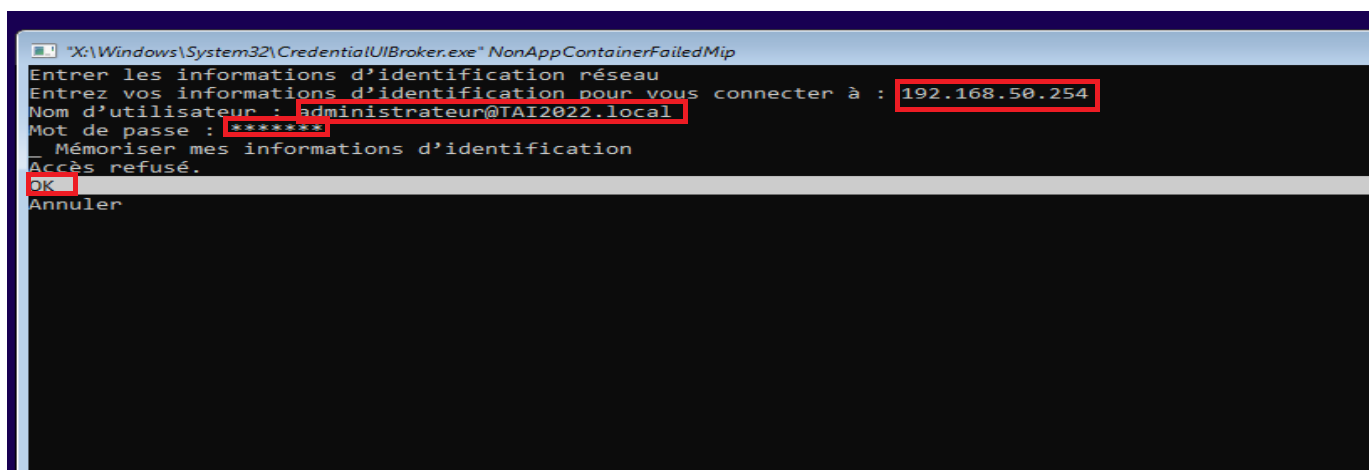 "X:\Windows\System32\CredentialUIBroker.exe" NonAppContainerFailedMip
Entrer les informations d’identification réseau
Entrez vos informations d’identification pour vous connecter à : 192.168.50.254
Nom d’utilisateur : administrateur@TAI2022.local
Mot de passe : *******
_ Mémoriser mes informations d’identification
Accès refusé.
OK
Annuler